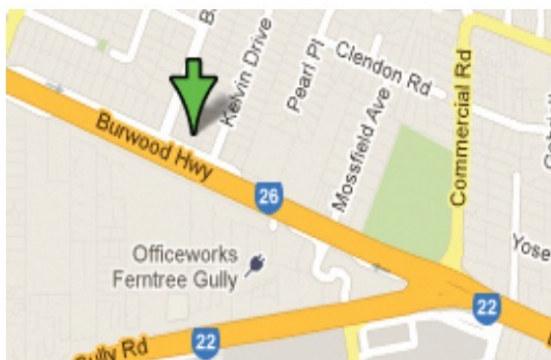 Kelvin Drive
Pearl Pl
Clendon Rd
Commercial Rd
Burwood Hwy
Mossfield Ave
26
Officeworks
Ferntree Gully
22
22
Gully Rd